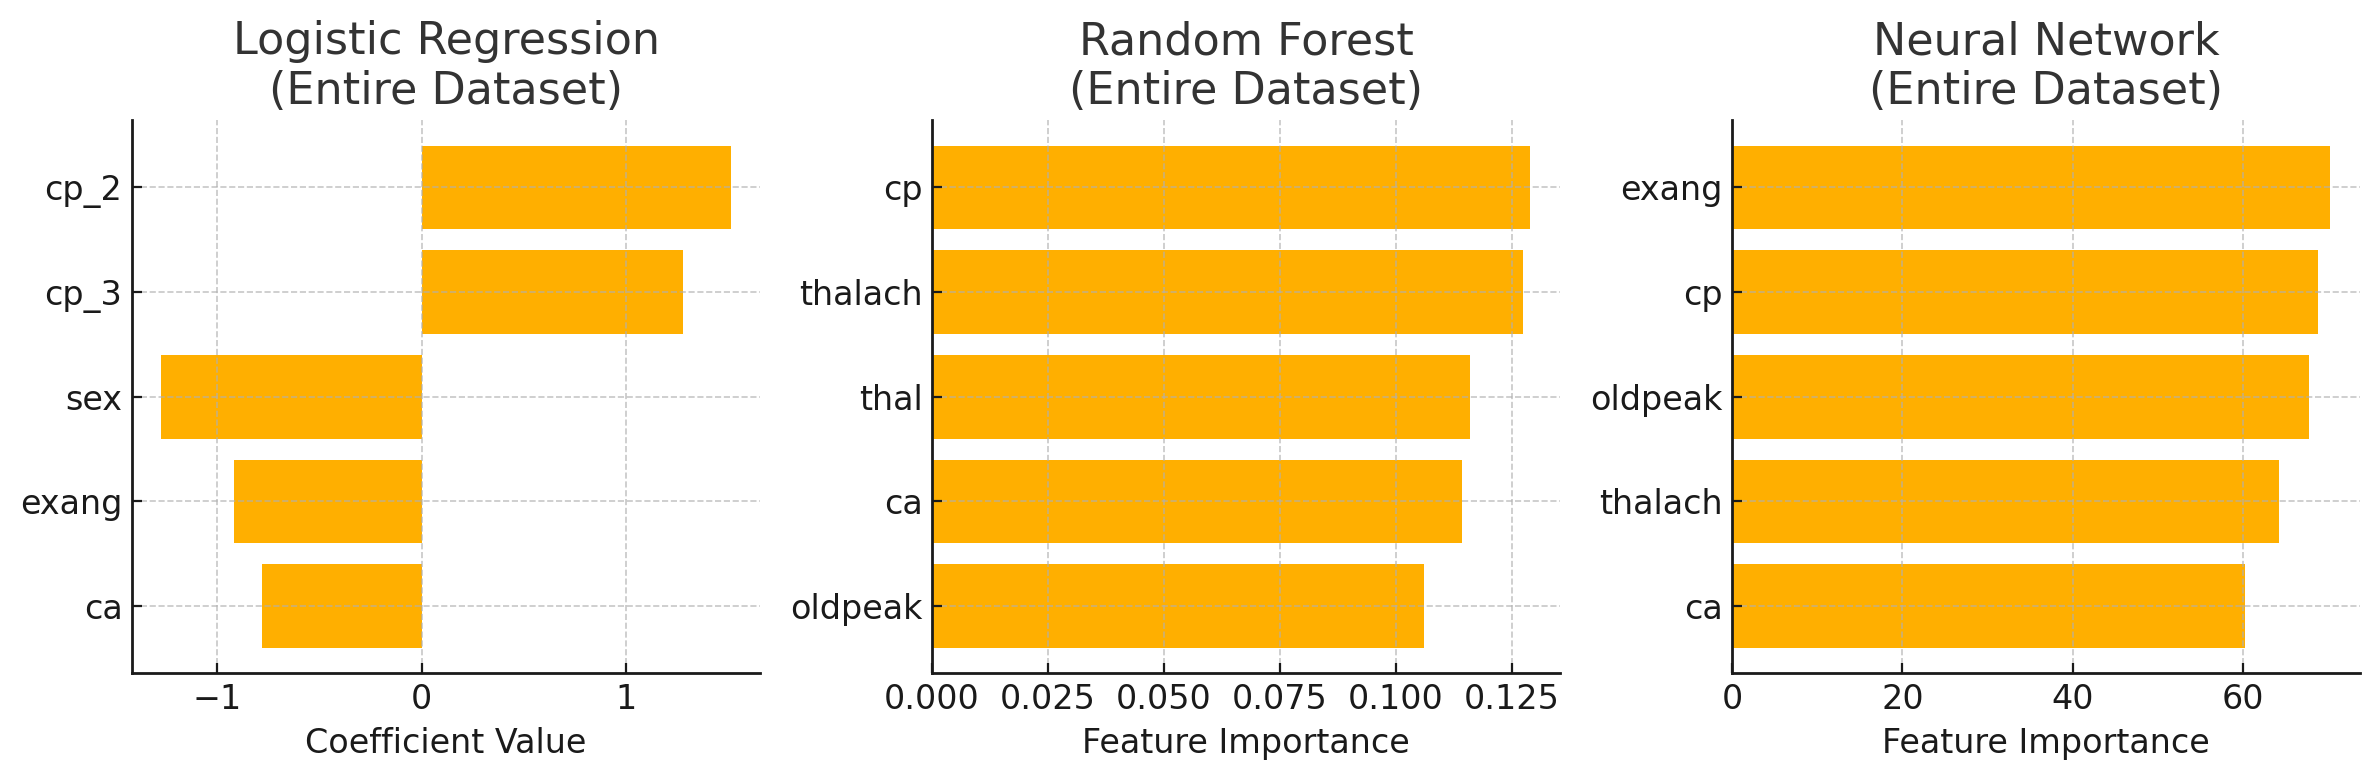 Logistic Regression
(Entire Dataset)
cp_2
cp_3
sex
exang
ca
−1 0 1
Coefficient Value
Random Forest
(Entire Dataset)
cp
thalach
thal
ca
oldpeak
0.000 0.025 0.050 0.075 0.100 0.125
Feature Importance
Neural Network
(Entire Dataset)
exang
cp
oldpeak
thalach
ca
0 20 40 60
Feature Importance